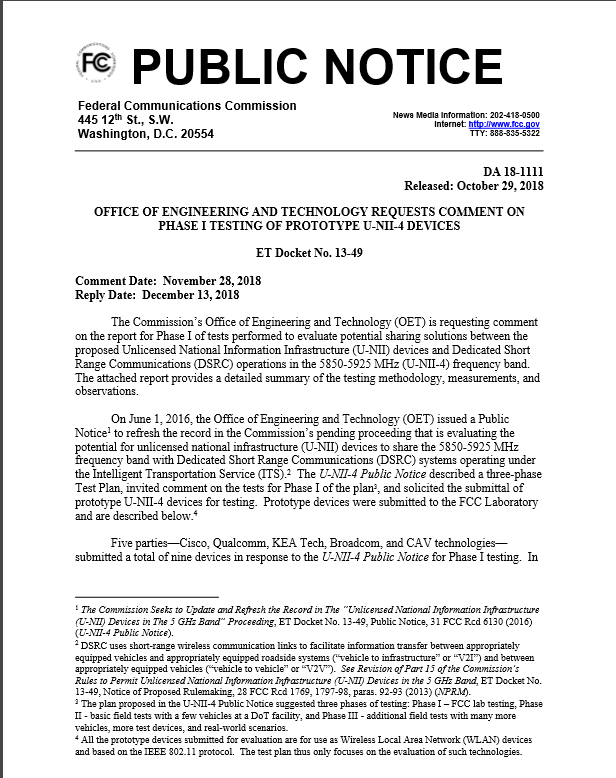 FCC PUBLIC NOTICE
Federal Communications Commission
445 12th St., S.W.
Washington, D.C. 20554
News Media Information: 202-418-0500
Internet: http://www.fcc.gov
TTY: 888-835-5322
DA 18-1111
Released: October 29, 2018
OFFICE OF ENGINEERING AND TECHNOLOGY REQUESTS COMMENT ON
PHASE I TESTING OF PROTOTYPE U-NII-4 DEVICES
ET Docket No. 13-49
Comment Date: November 28, 2018
Reply Date: December 13, 2018
The Commission's Office of Engineering and Technology (OET) is requesting comment
on the report for Phase I of tests performed to evaluate potential sharing solutions between the
proposed Unlicensed National Information Infrastructure (U-NII) devices and Dedicated Short
Range Communications (DSRC) operations in the 5850-5925 MHz (U-NII-4) frequency band.
The attached report provides a detailed summary of the testing methodology, measurements, and
observations.
On June 1, 2016, the Office of Engineering and Technology (OET) issued a Public
Notice1 to refresh the record in the Commission's pending proceeding that is evaluating the
potential for unlicensed national infrastructure (U-NII) devices to share the 5850-5925 MHz
frequency band with Dedicated Short Range Communications (DSRC) systems operating under
the Intelligent Transportation Service (ITS).2 The U-NII-4 Public Notice described a three-phase
Test Plan, invited comment on the tests for Phase I of the plan3, and solicited the submittal of
prototype U-NII-4 devices for testing. Prototype devices were submitted to the FCC Laboratory
and are described below.4
Five parties—Cisco, Qualcomm, KEA Tech, Broadcom, and CAV technologies—
submitted a total of nine devices in response to the U-NII-4 Public Notice for Phase I testing. In
1 The Commission Seeks to Update and Refresh the Record in The "Unlicensed National Information Infrastructure
(U-NII) Devices in The 5 GHz Band" Proceeding, ET Docket No. 13-49, Public Notice, 31 FCC Rcd 6130 (2016)
(U-NII-4 Public Notice).
2 DSRC uses short-range wireless communication links to facilitate information transfer between appropriately
equipped vehicles and appropriately equipped roadside systems ("vehicle to infrastructure" or "V2I") and between
appropriately equipped vehicles ("vehicle to vehicle" or "V2V"). See Revision of Part 15 of the Commission's
Rules to Permit Unlicensed National Information Infrastructure (U-NII) Devices in the 5 GHz Band, ET Docket No.
13-49, Notice of Proposed Rulemaking, 28 FCC Rcd 1769, 1797-98, paras. 92-93 (2013) (NPRM).
3 The plan proposed in the U-NII-4 Public Notice suggested three phases of testing: Phase I – FCC lab testing, Phase
II - basic field tests with a few vehicles at a DoT facility, and Phase III - additional field tests with many more
vehicles, more test devices, and real-world scenarios.
4 All the prototype devices submitted for evaluation are for use as Wireless Local Area Network (WLAN) devices
and based on the IEEE 802.11 protocol. The test plan thus only focuses on the evaluation of such technologies.